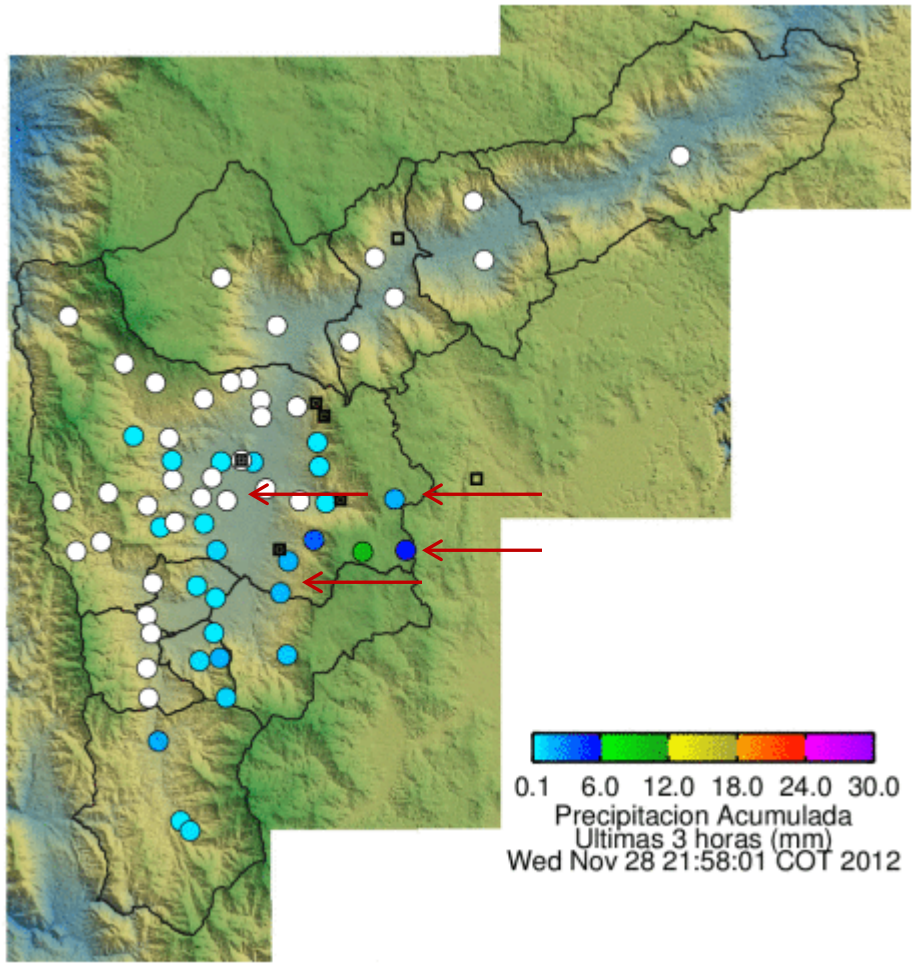 0.1 6.0 12.0 18.0 24.0 30.0
Precipitacion Acumulada
Ultimas 3 horas (mm)
Wed Nov 28 21:58:01 COT 2012